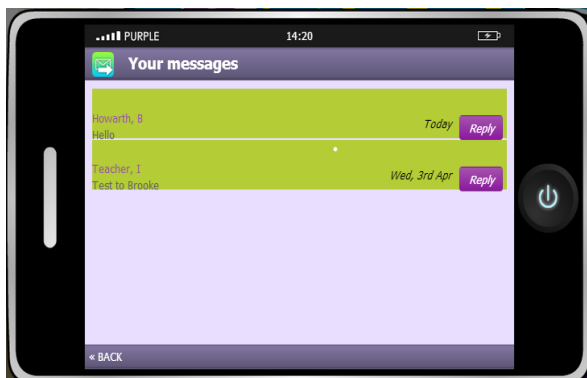 PURPLE 14:20
Your messages
Howarth, B
Hello
Today Reply
Teacher, I
Test to Brooke
Wed, 3rd Apr Reply
« BACK